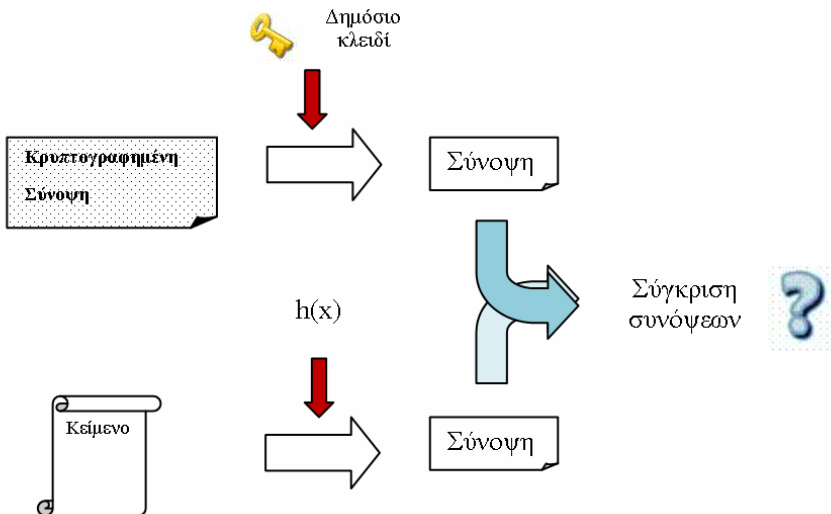 Δημόσιο
κλειδί
Κρυπτογραφημένη
Σύνοψη
Σύνοψη
h(x)
Σύγκριση
συνόψεων
Κείμενο
Σύνοψη